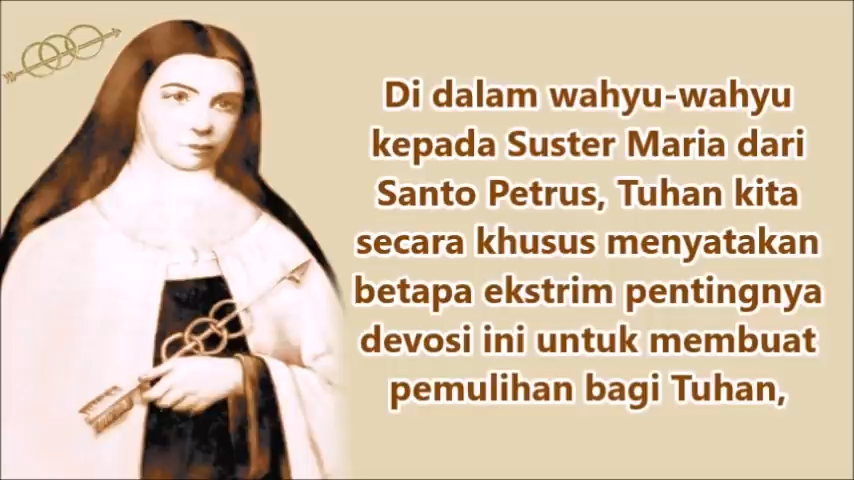 Di dalam wahyu-wahyu
kepada Suster Maria dari
Santo Petrus, Tuhan kita
secara khusus menyatakan
betapa ekstrim pentingnya
devosi ini untuk membuat
pemulihan bagi Tuhan,